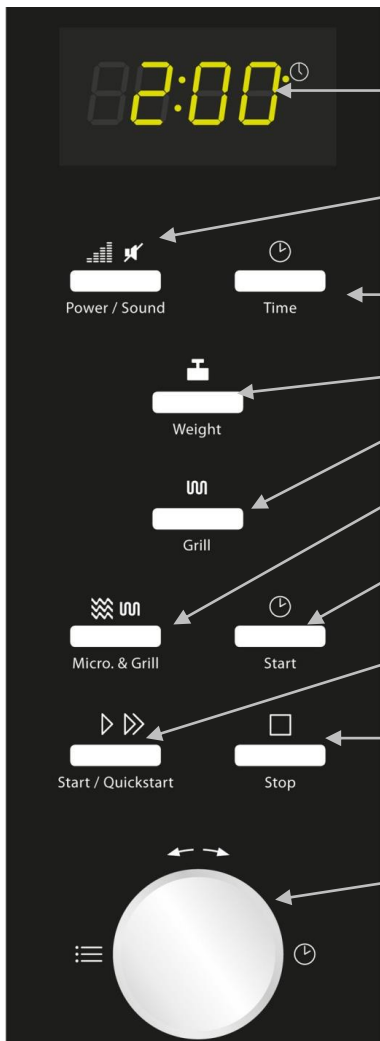 2:00
Power / Sound
Time
Weight
Grill
Micro. & Grill
Start
Start / Quickstart
Stop